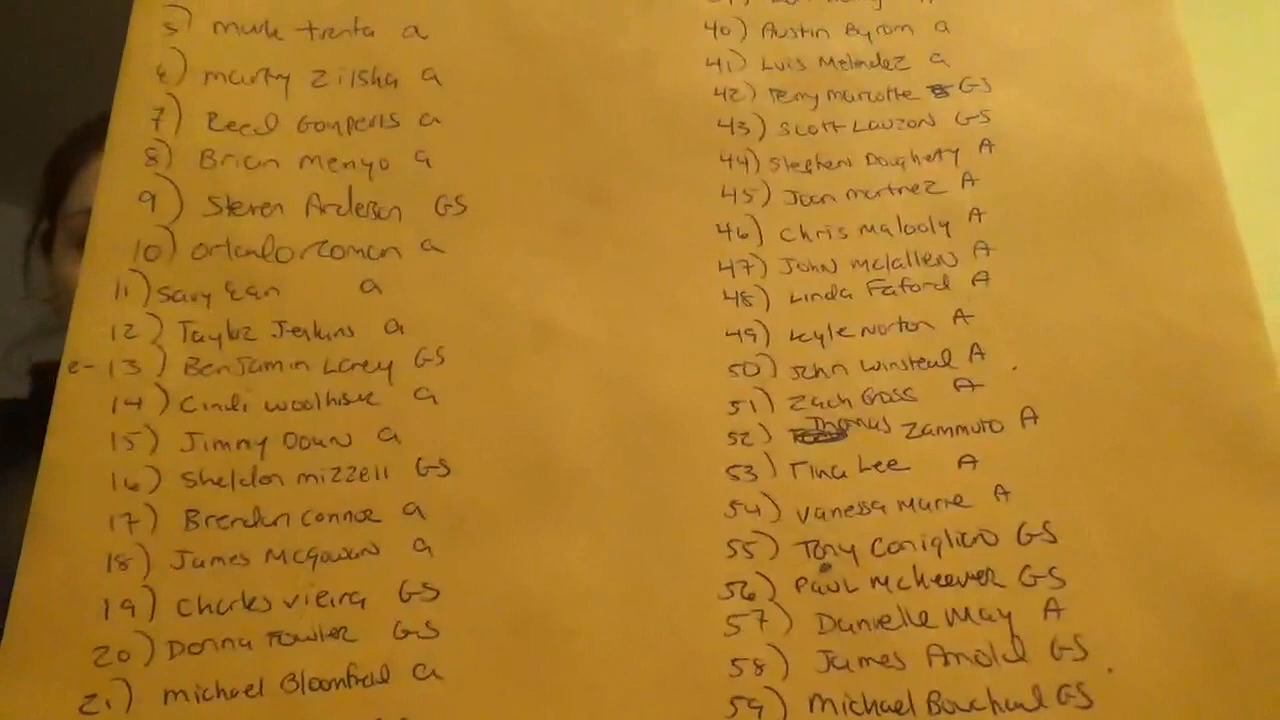 5) mark trenta a
6) marty Zilsha a
7) Reed Gomperts a
8) Brian Menyo a
9) Steven Anderson GS
10) orlando roman a
11) Savy Ean a
12) Taylor Jenkins a
e- 13) Benjamin Lorey GS
14) Cindi woolhiser a
15) Jimmy Doun a
16) Sheldon mizzell GS
17) Brendan Connor a
18) James McGowan a
19) Charles vieira GS
20) Donna Fowler GS
21) michael Bloomfield a
40) Austin Byrom a
41) Luis Melendez a
42) Terry Marcotte GS
43) Scott Lauzon GS
44) Stephen Dougherty A
45) Juan martinez A
46) Chris Malooly A
47) John mclallen A
48) Linda Faford A
49) Kyle Norton A
50) John Winstead A
51) Zach Gross A
52) Thomas Zammuto A
53) Tina Lee A
54) Vanessa Marie A
55) Tony Coniglion GS
56) Paul McKeever GS
57) Danielle May A
58) James Arnold GS
59) Michael Bouchard GS